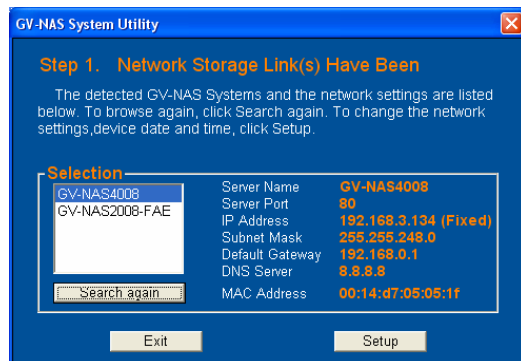 GV-NAS System Utility
Step 1. Network Storage Link(s) Have Been
The detected GV-NAS Systems and the network settings are listed
below. To browse again, click Search again. To change the network
settings,device date and time, click Setup.
Selection
GV-NAS4008
GV-NAS2008-FAE
Search again
Server Name GV-NAS4008
Server Port 80
IP Address 192.168.3.134 (Fixed)
Subnet Mask 255.255.248.0
Default Gateway 192.168.0.1
DNS Server 8.8.8.8
MAC Address 00:14:d7:05:05:1f
Exit
Setup